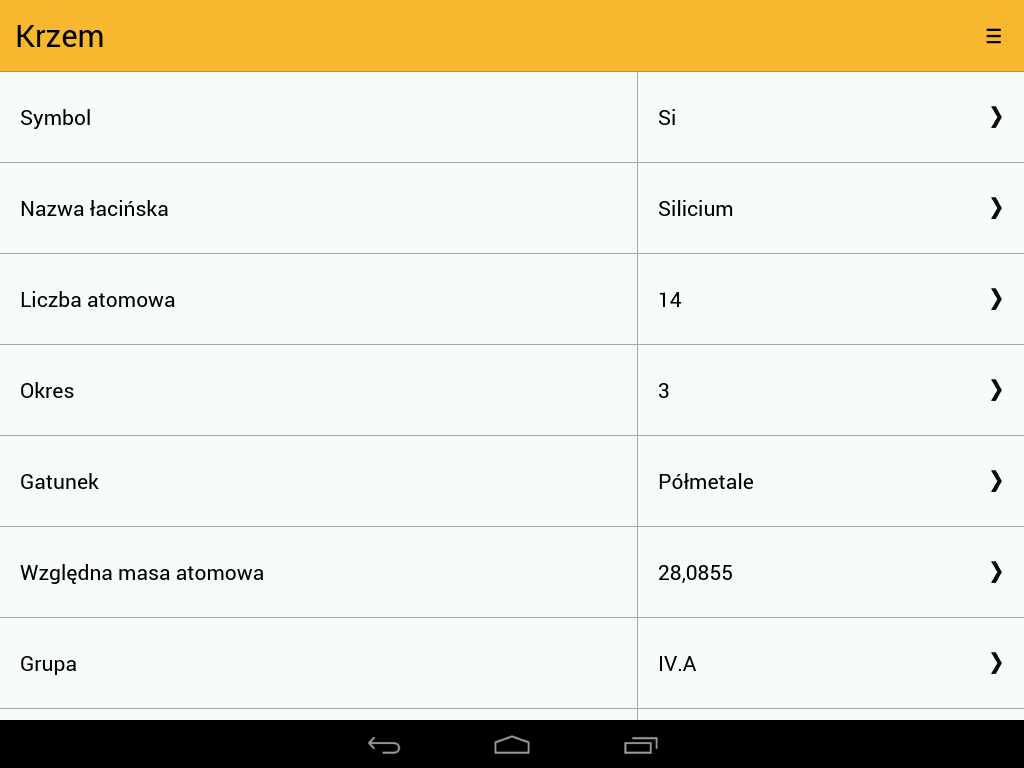 Krzem
Symbol Si
Nazwa łacińska Silicium
Liczba atomowa 14
Okres 3
Gatunek Półmetale
Względna masa atomowa 28,0855
Grupa IV.A